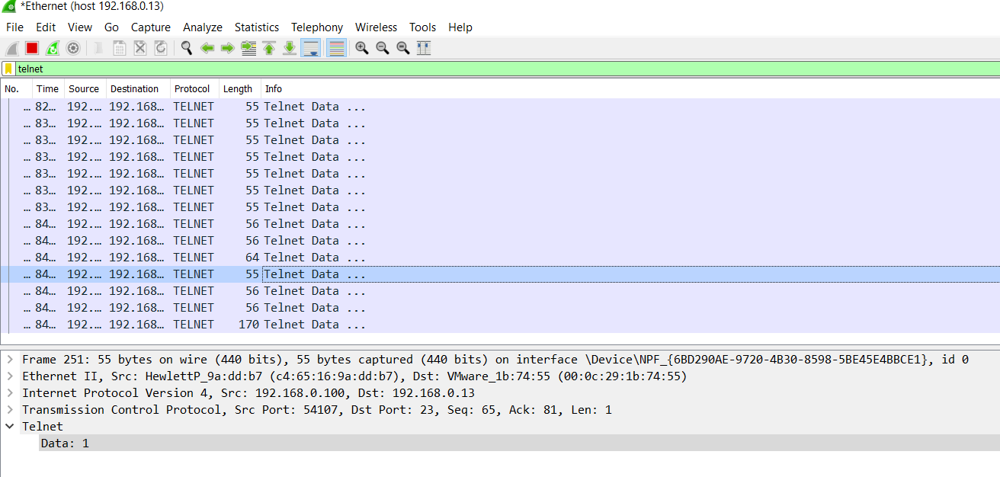 *Ethernet (host 192.168.0.13)
File Edit View Go Capture Analyze Statistics Telephony Wireless Tools Help
telnet
No. Time Source Destination Protocol Length Info
... 82... 192.... 192.168... TELNET 55 Telnet Data ...
... 83... 192.... 192.168... TELNET 55 Telnet Data ...
... 83... 192.... 192.168... TELNET 55 Telnet Data ...
... 83... 192.... 192.168... TELNET 55 Telnet Data ...
... 83... 192.... 192.168... TELNET 55 Telnet Data ...
... 83... 192.... 192.168... TELNET 55 Telnet Data ...
... 83... 192.... 192.168... TELNET 55 Telnet Data ...
... 84... 192.... 192.168... TELNET 56 Telnet Data ...
... 84... 192.... 192.168... TELNET 56 Telnet Data ...
... 84... 192.... 192.168... TELNET 64 Telnet Data ...
... 84... 192.... 192.168... TELNET 55 Telnet Data ...
... 84... 192.... 192.168... TELNET 56 Telnet Data ...
... 84... 192.... 192.168... TELNET 56 Telnet Data ...
... 84... 192.... 192.168... TELNET 170 Telnet Data ...
Frame 251: 55 bytes on wire (440 bits), 55 bytes captured (440 bits) on interface \Device\NPF_{6BD290AE-9720-4B30-8598-5BE45E4BBCE1}, id 0
Ethernet II, Src: HewlettP_9a:dd:b7 (c4:65:16:9a:dd:b7), Dst: VMware_1b:74:55 (00:0c:29:1b:74:55)
Internet Protocol Version 4, Src: 192.168.0.100, Dst: 192.168.0.13
Transmission Control Protocol, Src Port: 54107, Dst Port: 23, Seq: 65, Ack: 81, Len: 1
Telnet
Data: 1